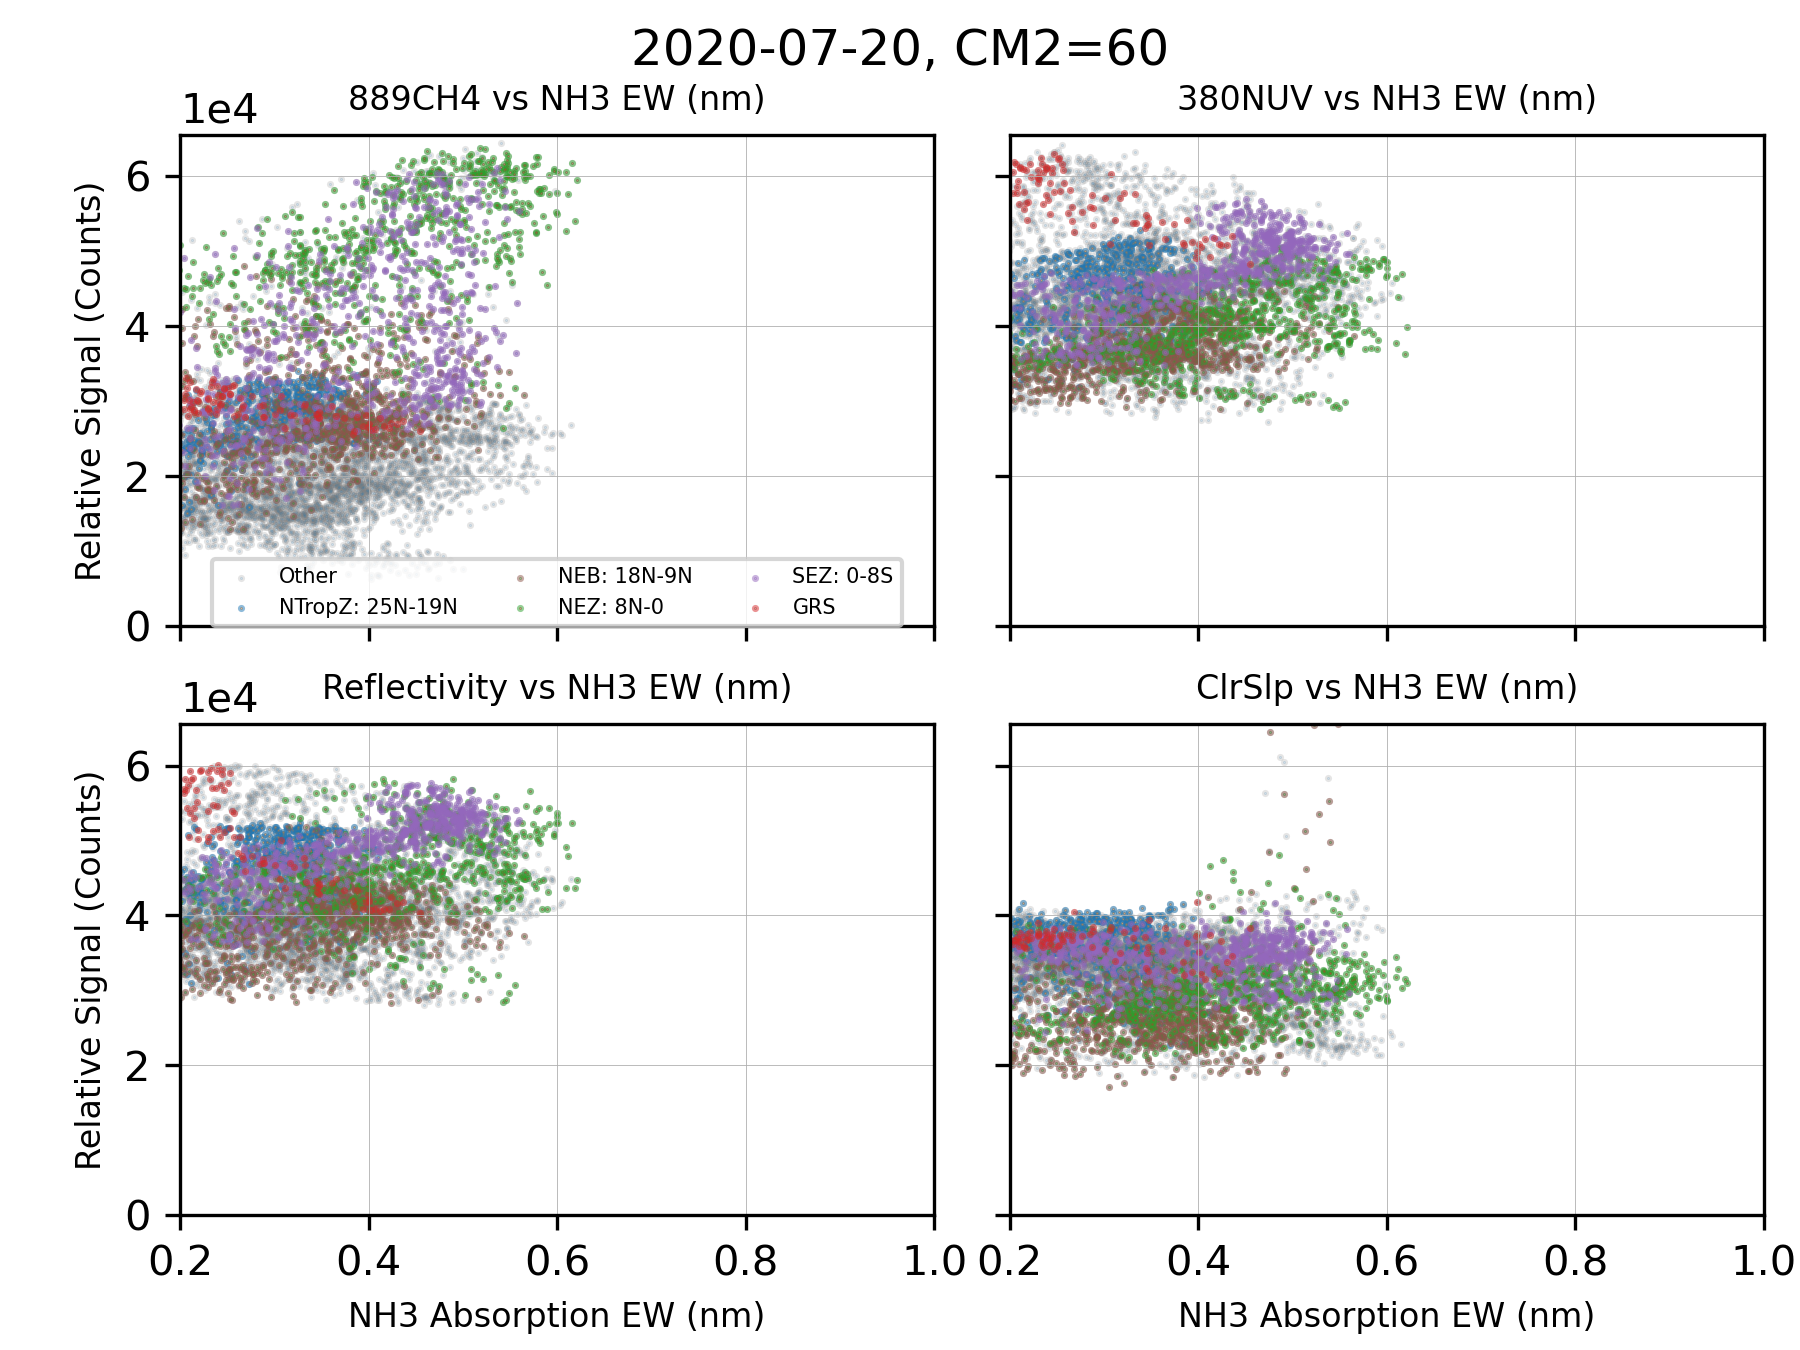 2020-07-20, CM2=60
889CH4 vs NH3 EW (nm)
380NUV vs NH3 EW (nm)
1e4
6
4
2
0
Relative Signal (Counts)
Other
NTropZ: 25N-19N
NEB: 18N-9N
NEZ: 8N-0
SEZ: 0-8S
GRS
Reflectivity vs NH3 EW (nm)
ClrSlp vs NH3 EW (nm)
1e4
6
4
2
0
Relative Signal (Counts)
0.2 0.4 0.6 0.8 1.0
0.2 0.4 0.6 0.8 1.0
NH3 Absorption EW (nm)
NH3 Absorption EW (nm)